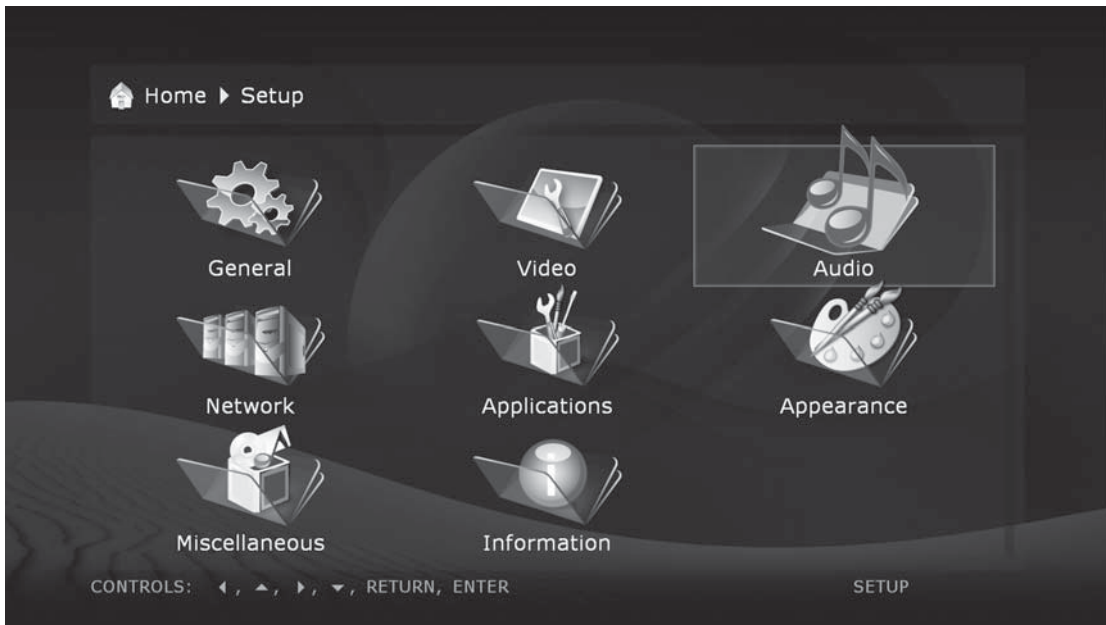 Home ▶ Setup
General
Video
Audio
Network
Applications
Appearance
Miscellaneous
Information
CONTROLS: ◀, ▲, ▶, ▼, RETURN, ENTER
SETUP